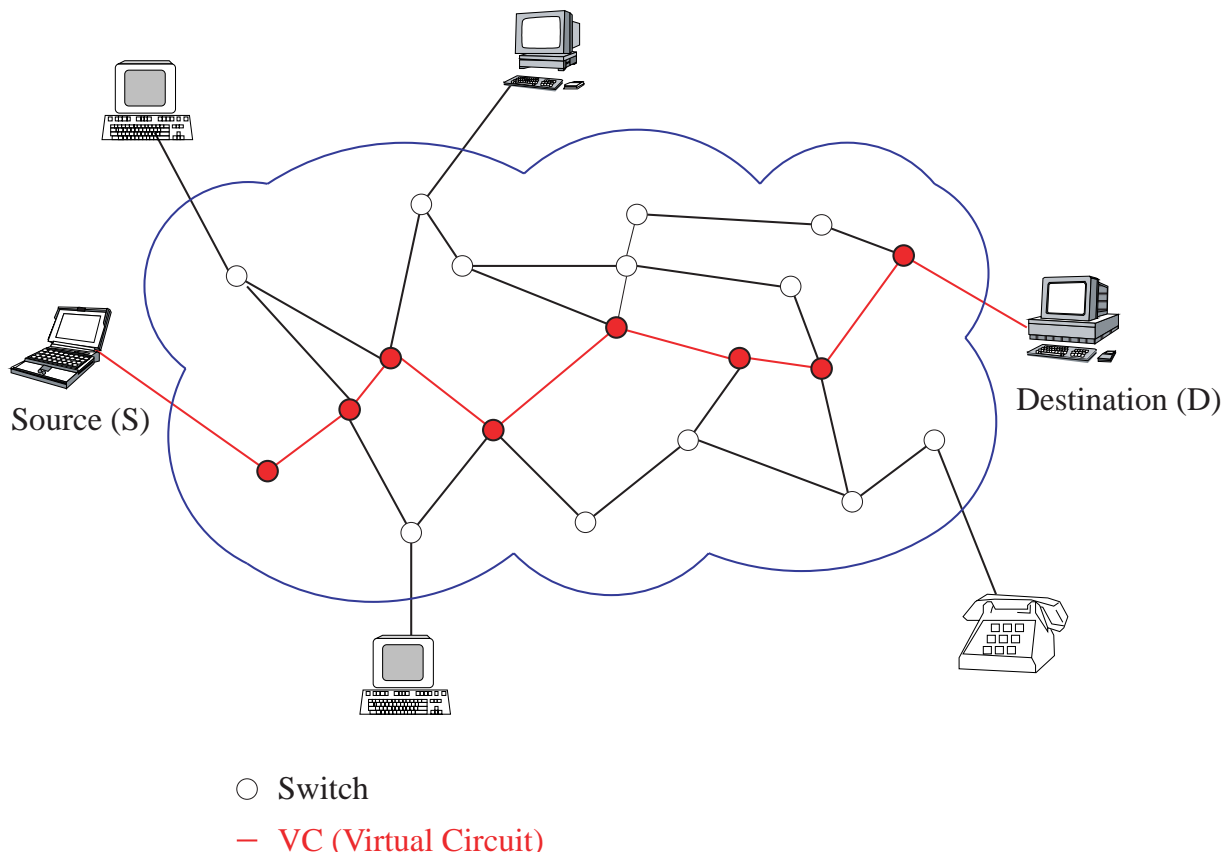 Source (S)
Destination (D)
Switch
VC (Virtual Circuit)